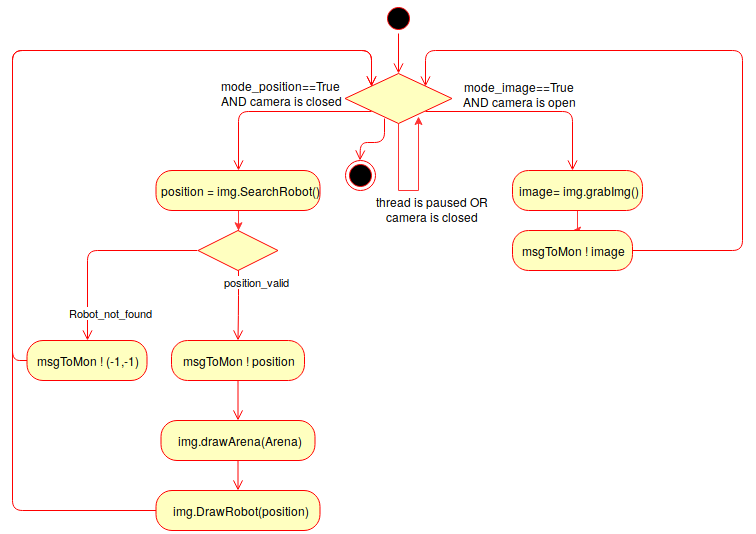 mode_position==True
AND camera is closed
mode_image==True
AND camera is open
position = img.SearchRobot()
thread is paused OR
camera is closed
image= img.grabImg()
msgToMon ! image
position_valid
Robot_not_found
msgToMon ! (-1,-1)
msgToMon ! position
img.drawArena(Arena)
img.DrawRobot(position)